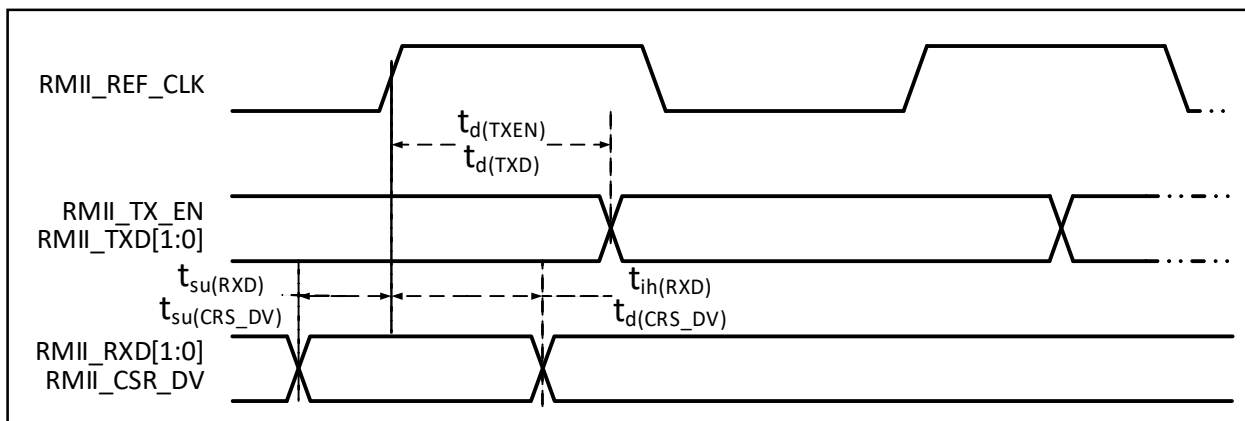 RMII_REF_CLK
t_d(TXEN)
t_d(TXD)
RMII_TX_EN
RMII_TXD[1:0]
t_su(RXD)
t_ih(RXD)
t_su(CRS_DV)
t_d(CRS_DV)
RMII_RXD[1:0]
RMII_CSR_DV